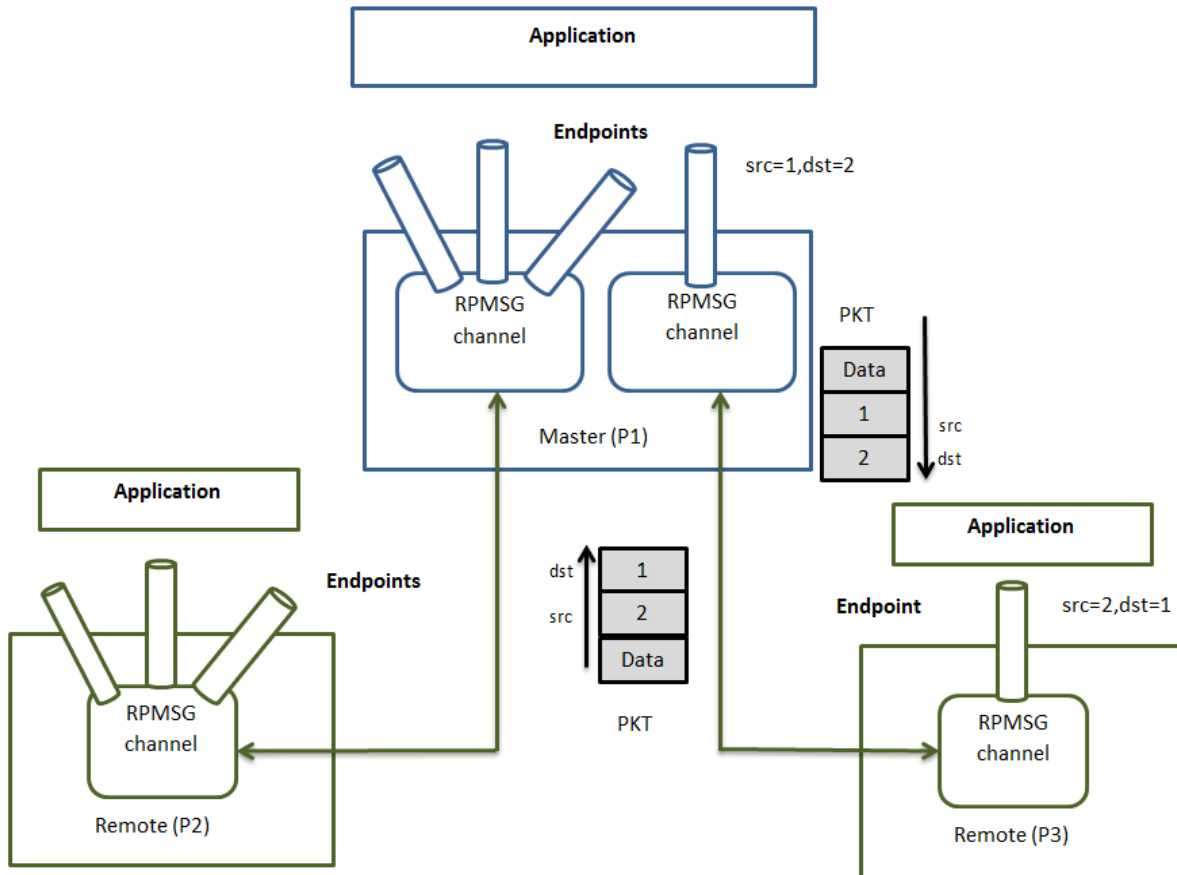 Application
Endpoints
src=1,dst=2
RPMSG
channel
RPMSG
channel
PKT
Data
1
src
2
dst
Master (P1)
Application
Application
Endpoints
dst
1
src
2
Data
PKT
Endpoint
src=2,dst=1
RPMSG
channel
Remote (P2)
RPMSG
channel
Remote (P3)